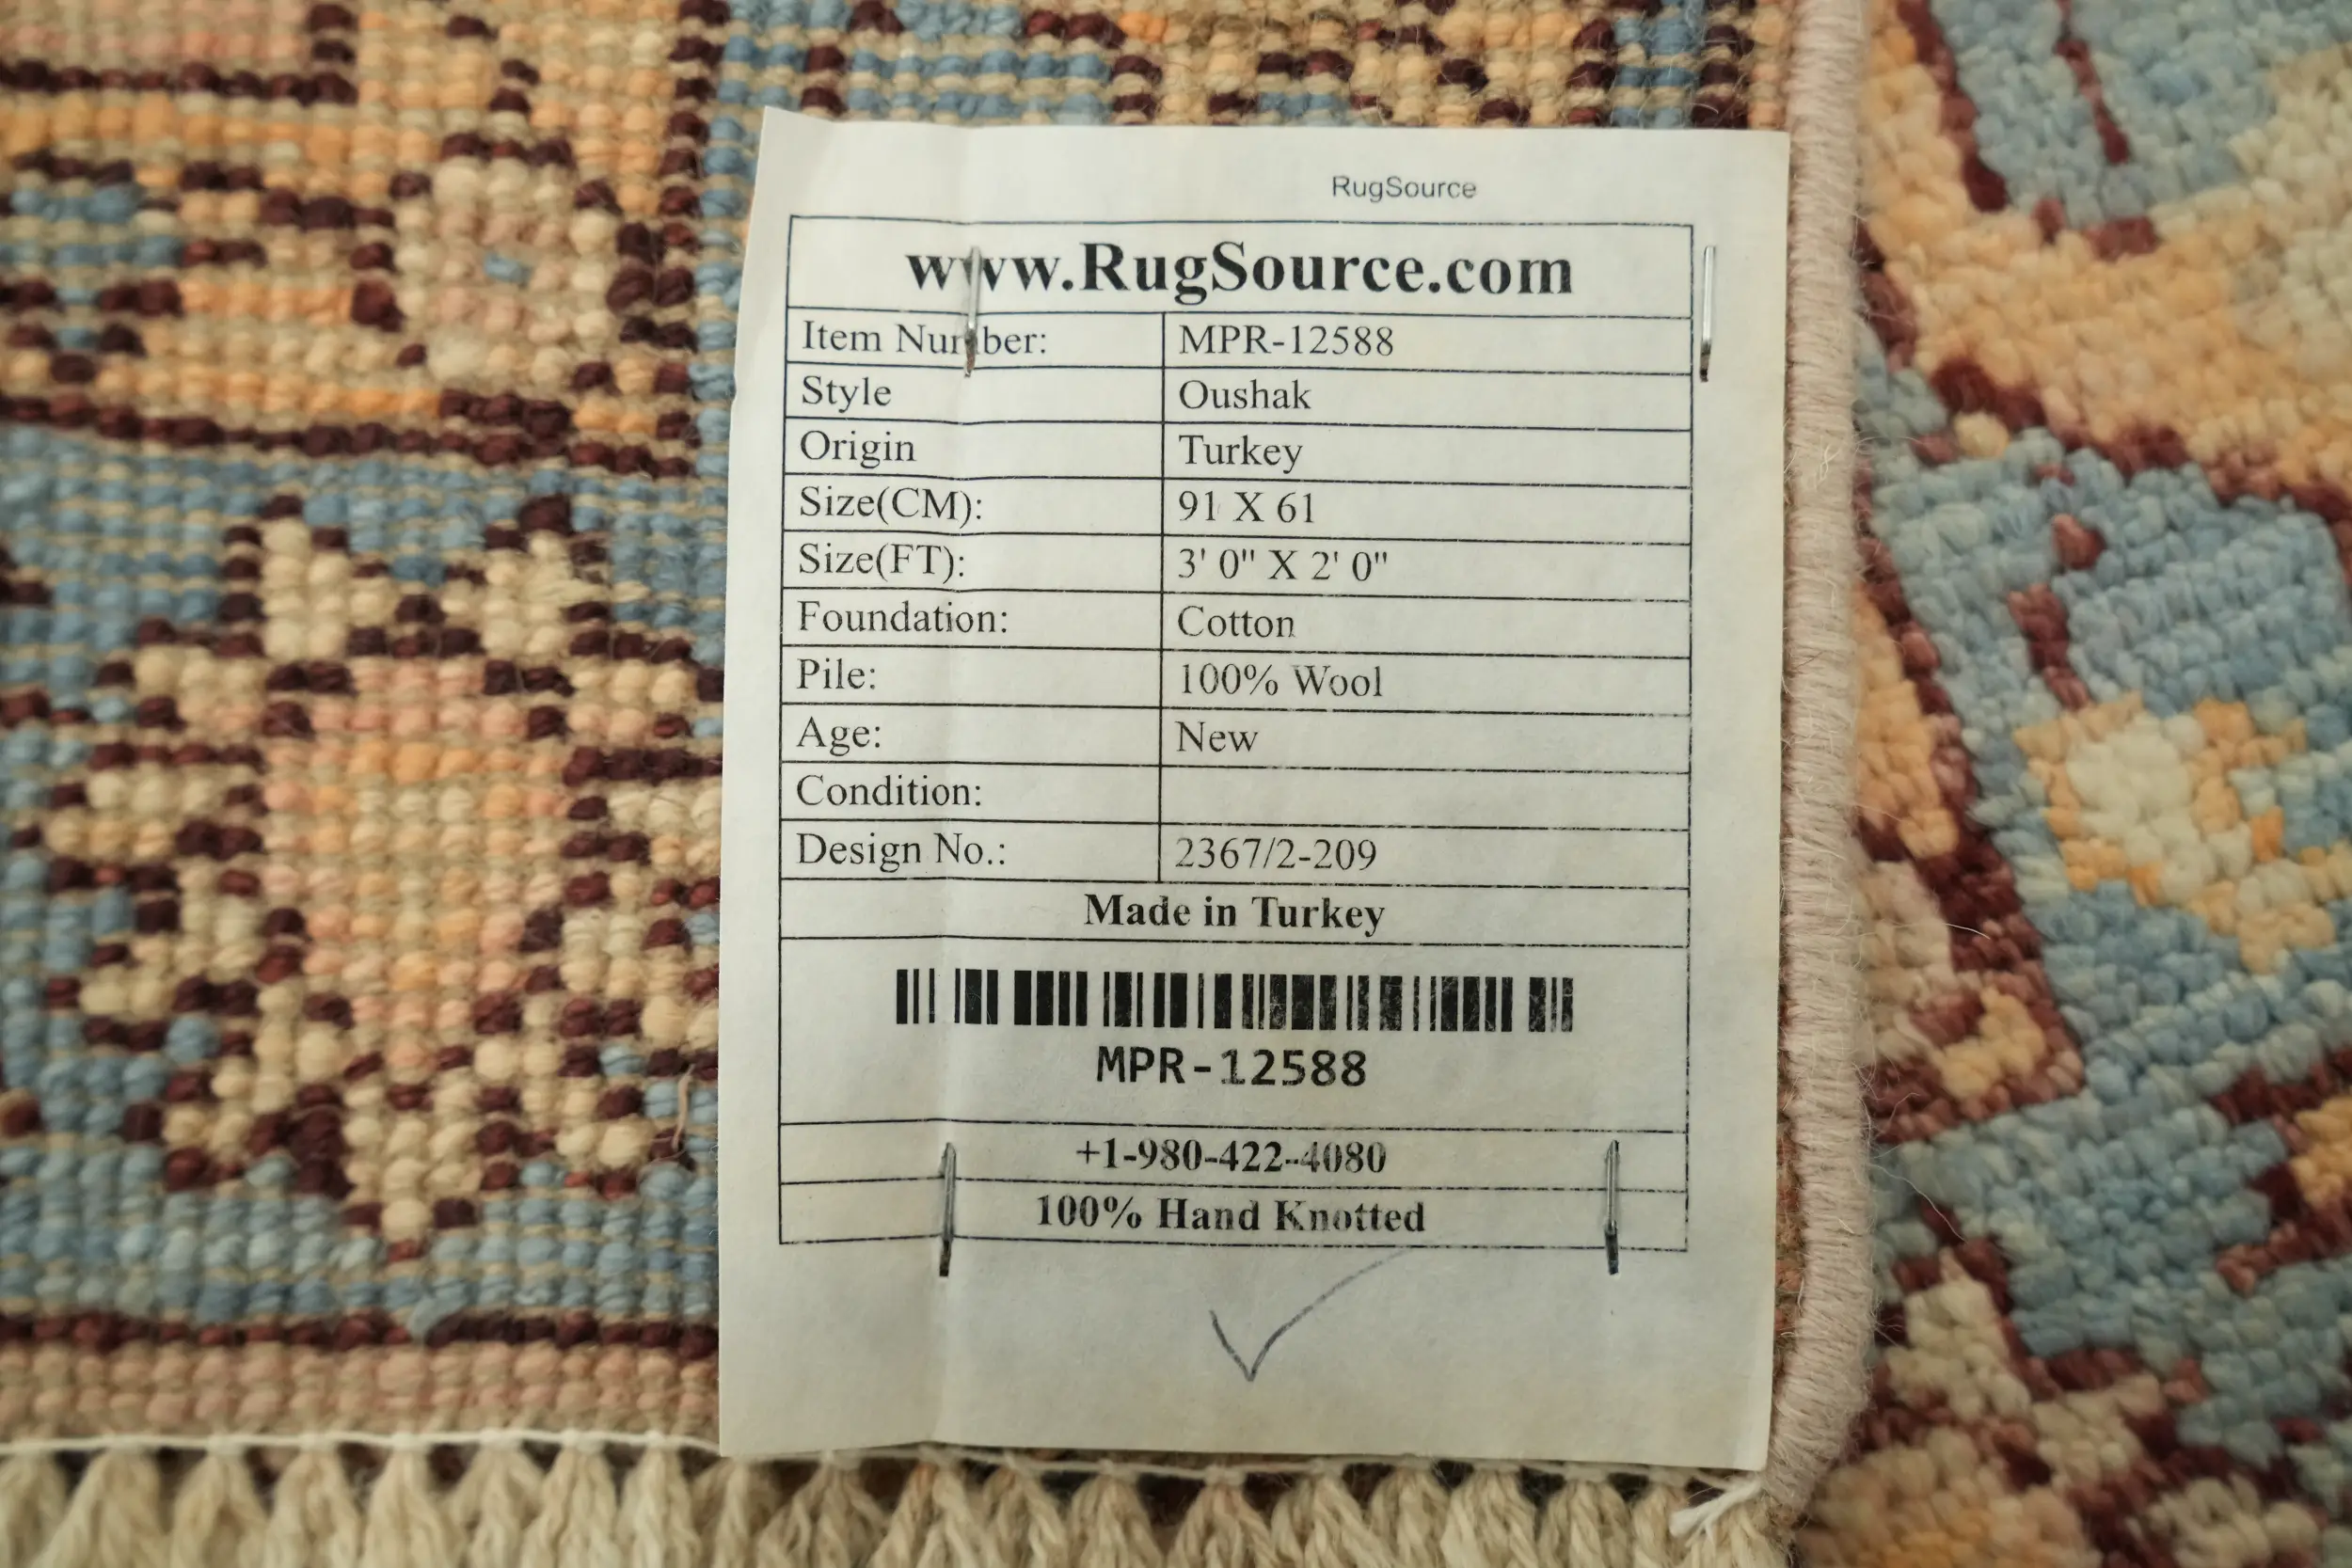 RugSource
www.RugSource.com
Item Number: MPR-12588
Style Oushak
Origin Turkey
Size(CM): 91 X 61
Size(FT): 3' 0" X 2' 0"
Foundation: Cotton
Pile: 100% Wool
Age: New
Condition:
Design No.: 2367/2-209
Made in Turkey
MPR-12588
+1-980-422-4080
100% Hand Knotted